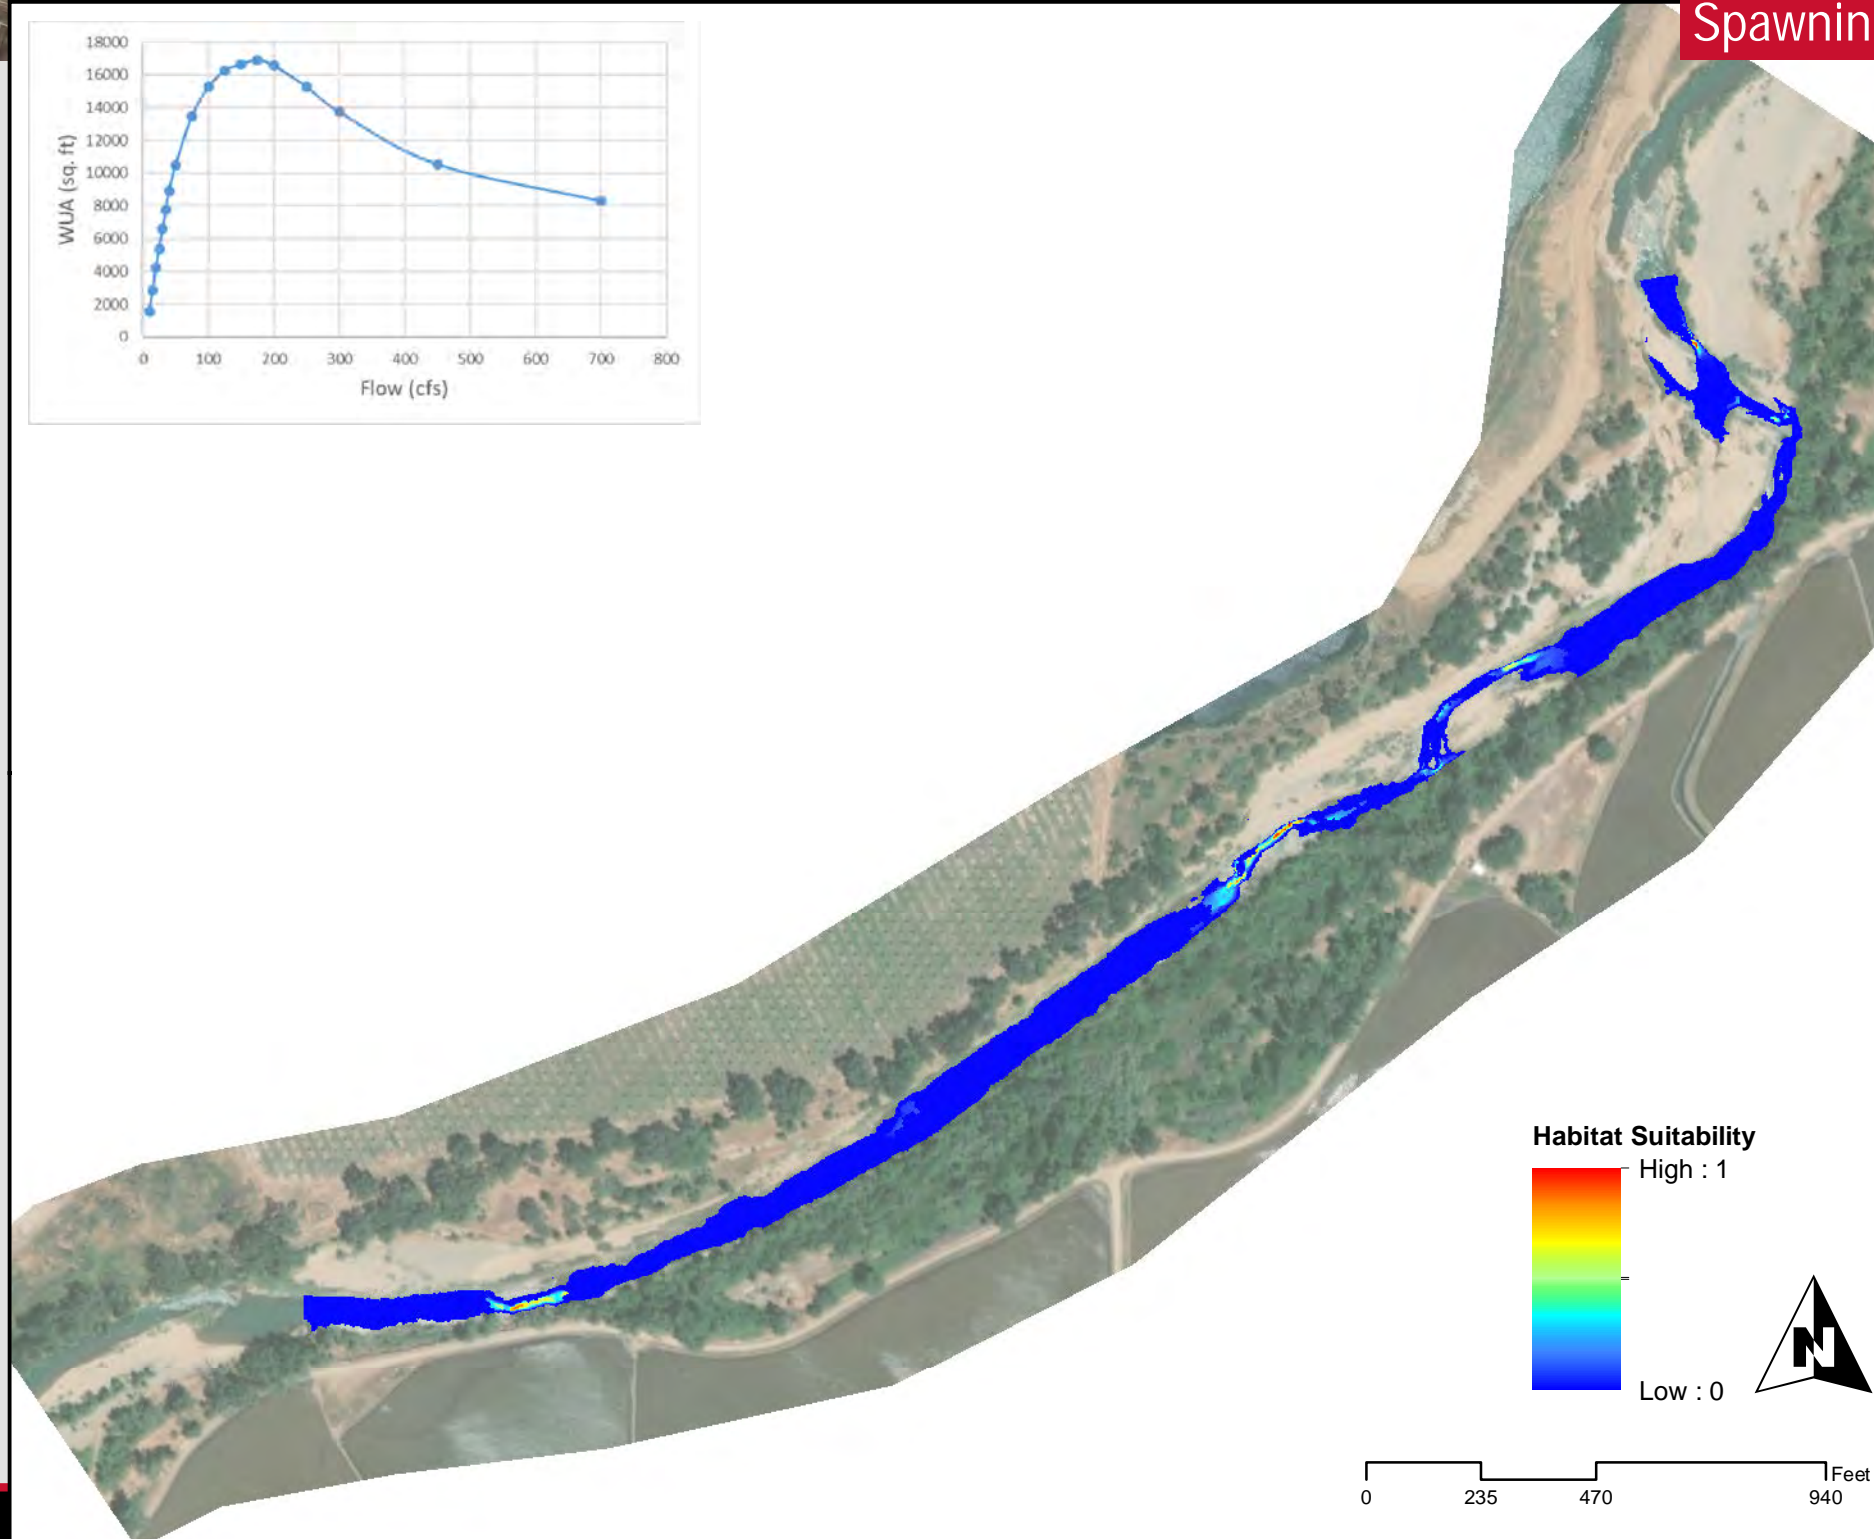 Spawnin
18000
16000
14000
12000
10000
8000
6000
4000
2000
0
WUA (sq. ft)
0 100 200 300 400 500 600 700 800
Flow (cfs)
Habitat Suitability
High : 1
Low : 0
N
Feet
0 235 470 940